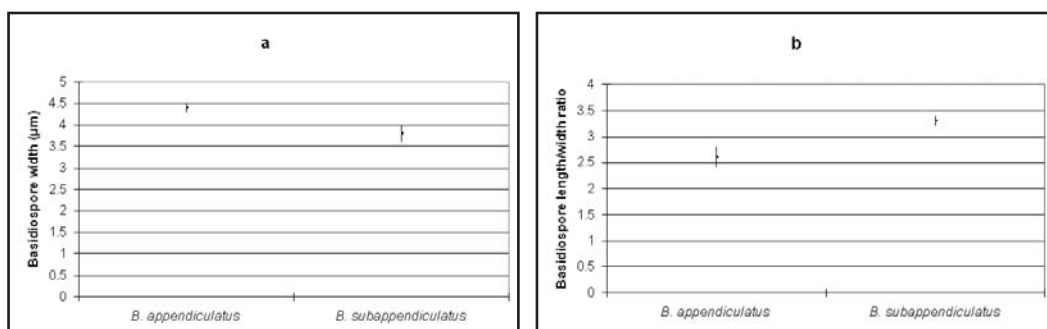 a
Basidiospore width (µm)
5
4.5
4
3.5
3
2.5
2
1.5
1
0.5
0
B. appendiculatus
B. subappendiculatus
b
Basidiospore length/width ratio
4
3.5
3
2.5
2
1.5
1
0.5
0
B. appendiculatus
B. subappendiculatus